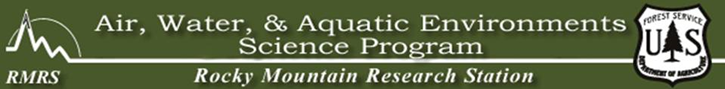 Air, Water, & Aquatic Environments
Science Program
RMRS
Rocky Mountain Research Station
FOREST SERVICE
US
DEPARTMENT OF AGRICULTURE